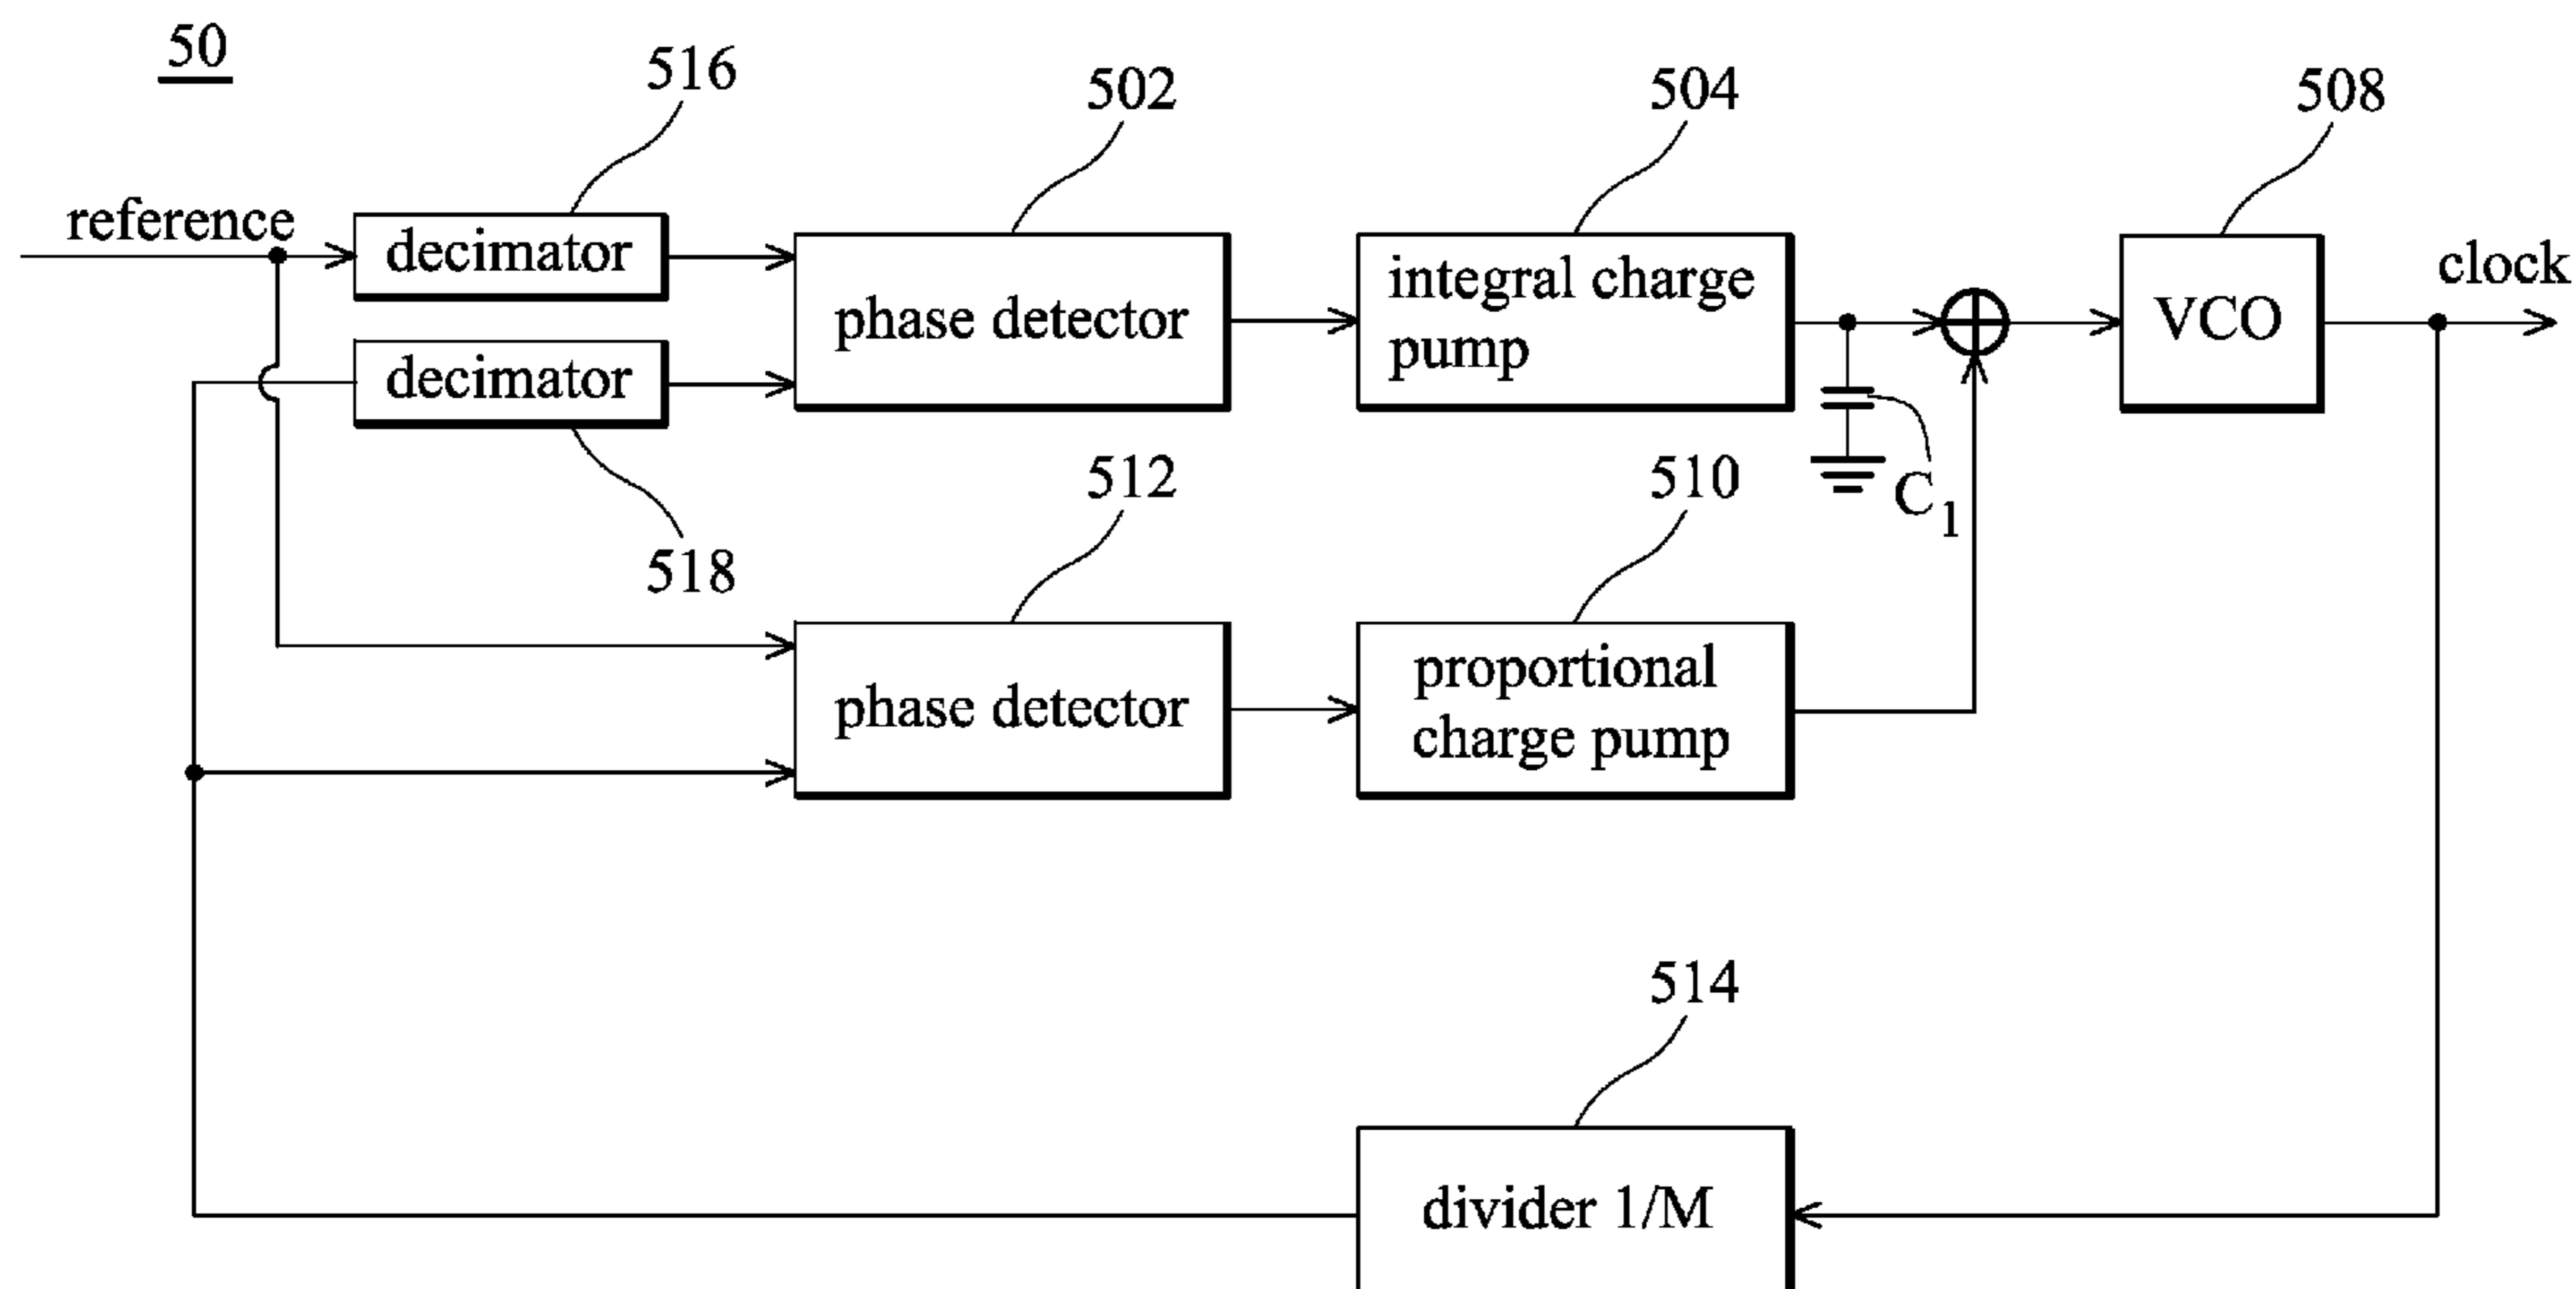 50
516
502
504
508
reference
decimator
phase detector
integral charge
pump
VCO
clock
decimator
C1
518
512
510
phase detector
proportional
charge pump
514
divider 1/M